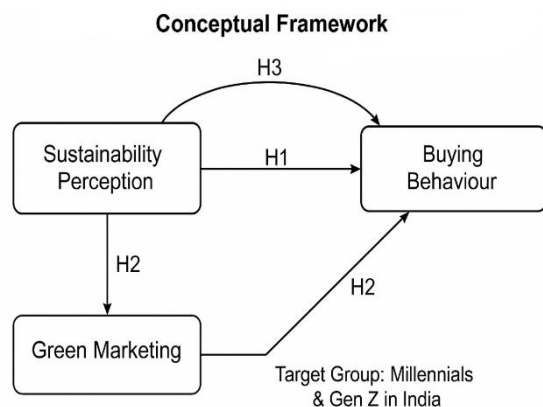 Conceptual Framework
H3
Sustainability
Perception
H1
Buying
Behaviour
H2
H2
Green Marketing
Target Group: Millennials
& Gen Z in India